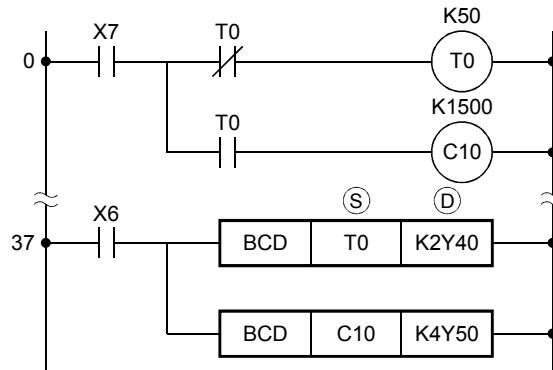 K50
X7 T0
0 T0
K1500
T0
C10
X6 S D
37 BCD T0 K2Y40
BCD C10 K4Y50